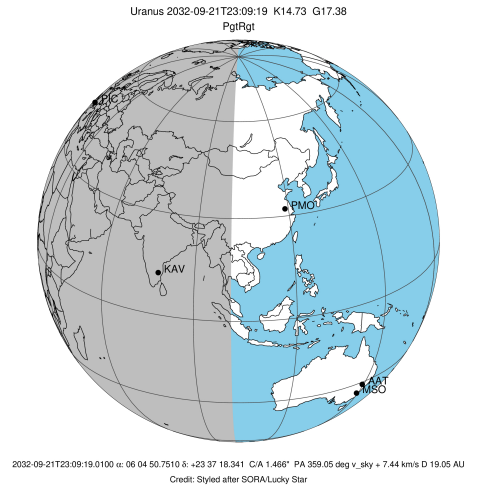 Uranus 2032-09-21T23:09:19  K14.73  G17.38
PgtRgt
PIC
PMO
KAV
AAT
MSO
2032-09-21T23:09:19.0100 α: 06 04 50.7510 δ: +23 37 18.341  C/A 1.466"  PA 359.05 deg v_sky + 7.44 km/s D 19.05 AU
Credit: Styled after SORA/Lucky Star